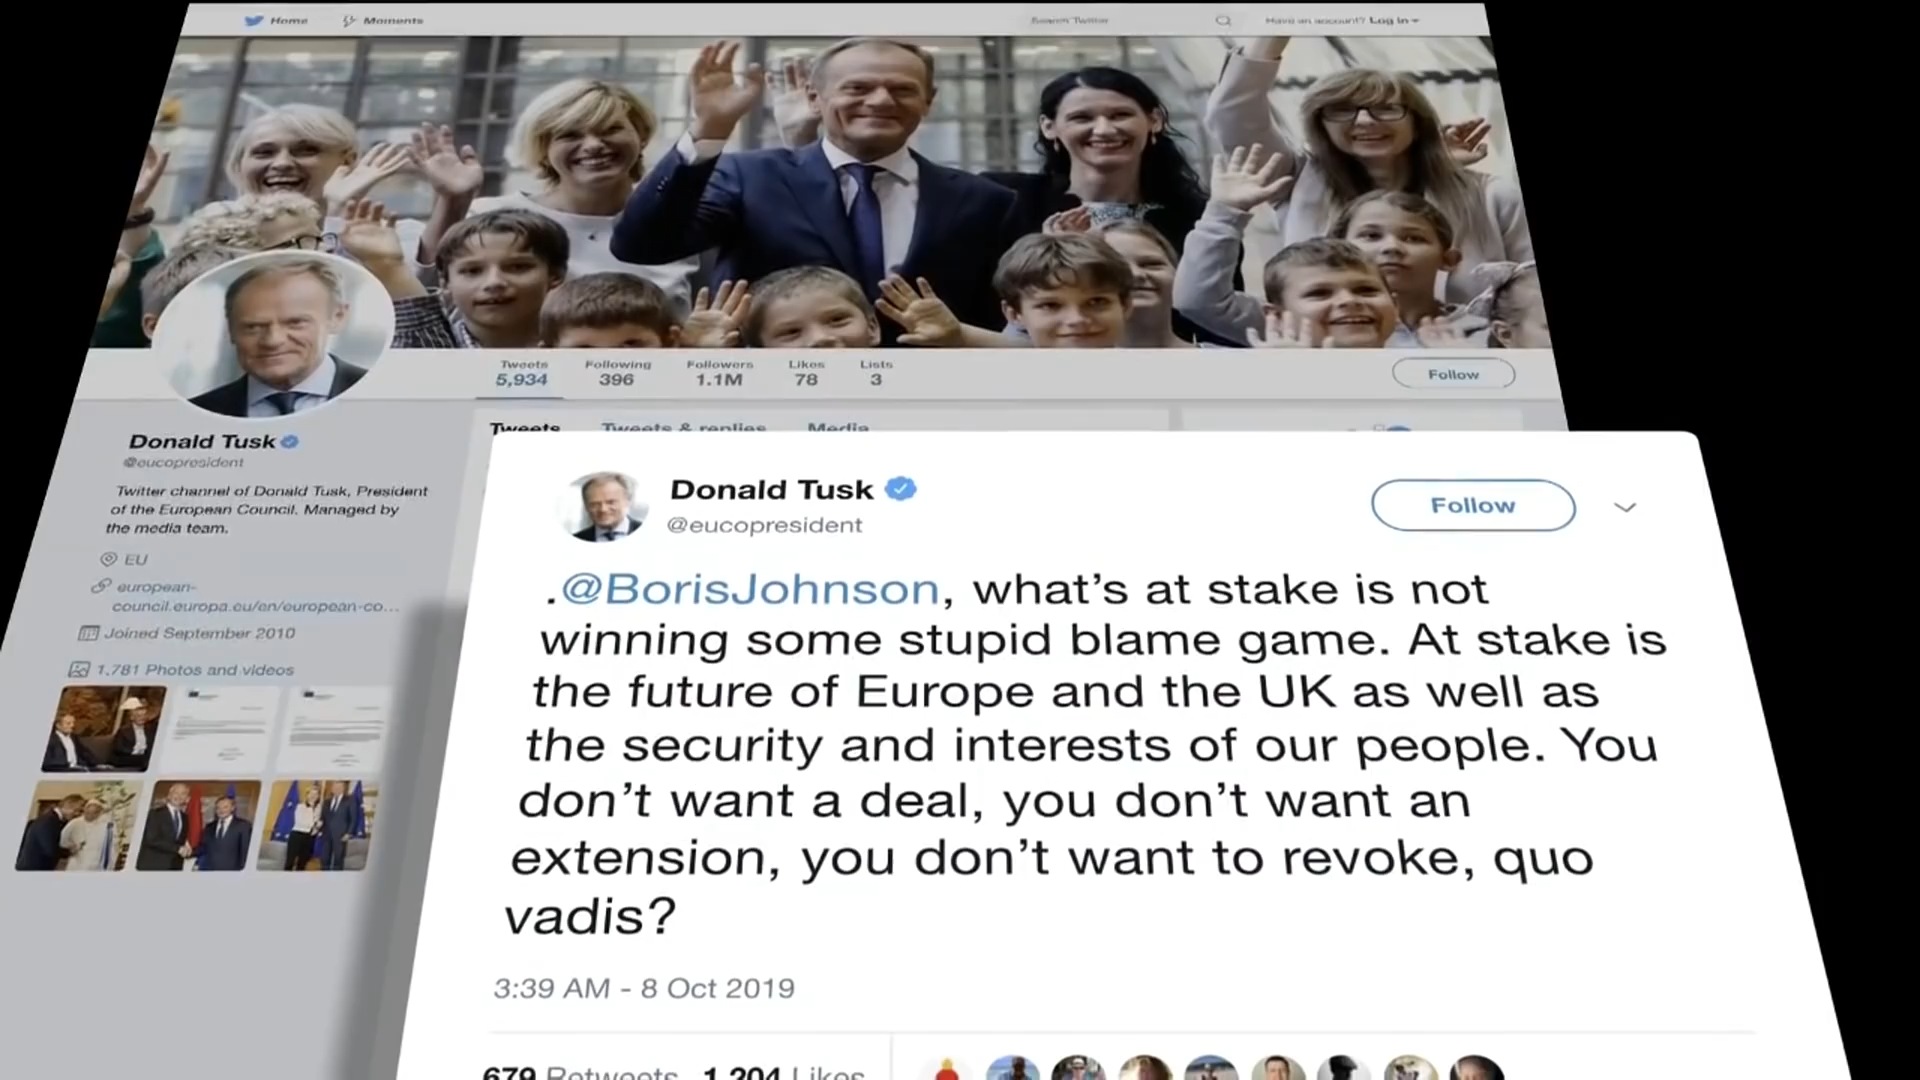 Home
Moments
Search Twitter
Have an account? Log in
Tweets
5,934
Following
396
Followers
1.1M
Likes
78
Lists
3
Follow
Tweets
Tweets & replies
Media
Donald Tusk
@eucopresident
Twitter channel of Donald Tusk, President
of the European Council. Managed by
the media team.
EU
european-
council.europa.eu/en/european-co...
Joined September 2010
1,781 Photos and videos
Donald Tusk
@eucopresident
Follow
.@BorisJohnson, what’s at stake is not
winning some stupid blame game. At stake is
the future of Europe and the UK as well as
the security and interests of our people. You
don’t want a deal, you don’t want an
extension, you don’t want to revoke, quo
vadis?
3:39 AM - 8 Oct 2019
679 Retweets 1,204 Likes